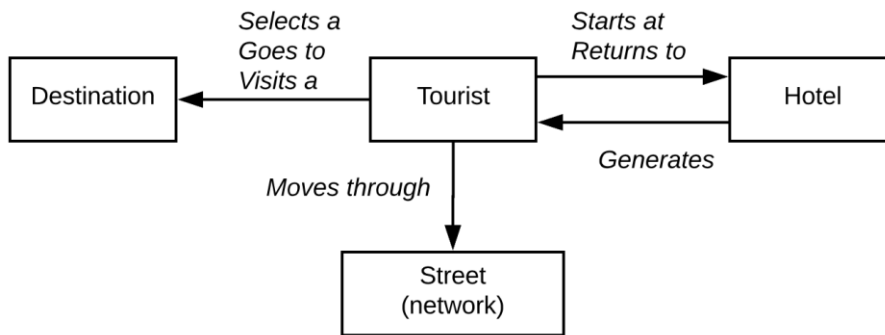 Selects a
Goes to
Visits a
Starts at
Returns to
Destination
Tourist
Hotel
Generates
Moves through
Street
(network)